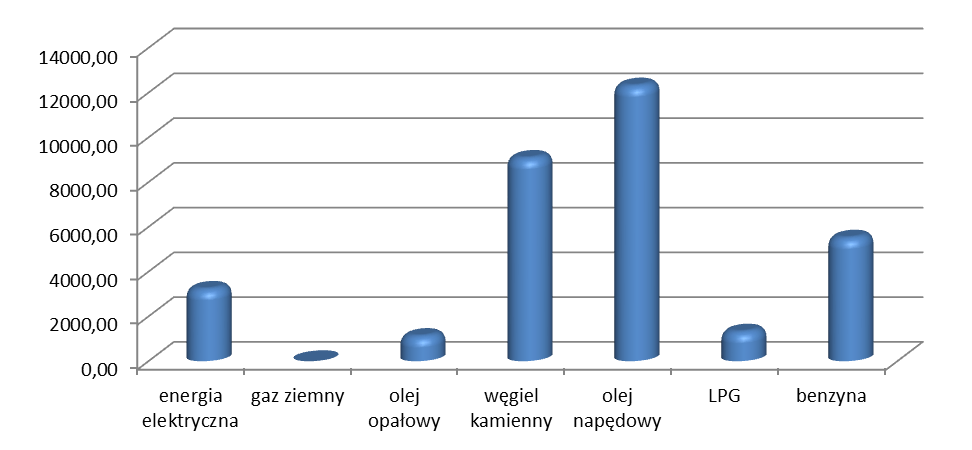 14000,00
12000,00
10000,00
8000,00
6000,00
4000,00
2000,00
0,00
energia
elektryczna
gaz ziemny
olej
opałowy
węgiel
kamienny
olej
napędowy
LPG
benzyna